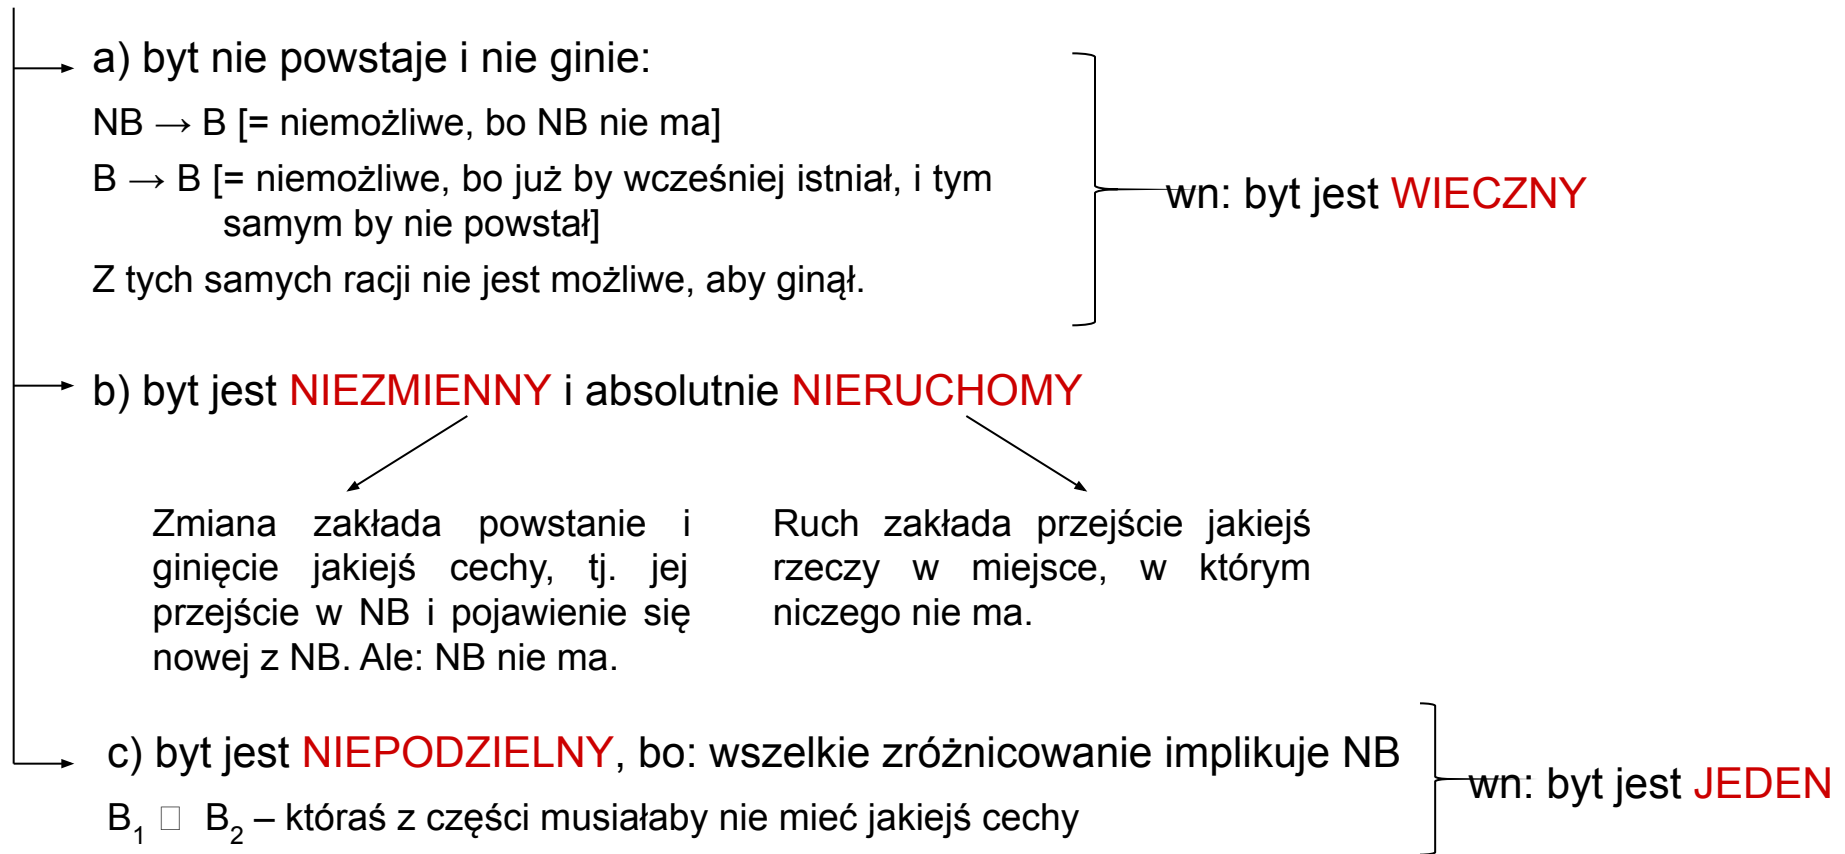 a) byt nie powstaje i nie ginie:
NB → B [= niemożliwe, bo NB nie ma]
B → B [= niemożliwe, bo już by wcześniej istniał, i tym
samym by nie powstał]
Z tych samych racji nie jest możliwe, aby ginął.
wn: byt jest WIECZNY
b) byt jest NIEZMIENNY i absolutnie NIERUCHOMY
Zmiana zakłada powstanie i
ginięcie jakiejś cechy, tj. jej
przejście w NB i pojawienie się
nowej z NB. Ale: NB nie ma.
Ruch zakłada przejście jakiejś
rzeczy w miejsce, w którym
niczego nie ma.
c) byt jest NIEPODZIELNY, bo: wszelkie zróżnicowanie implikuje NB
B₁ □ B₂ – któraś z części musiałaby nie mieć jakiejś cechy
wn: byt jest JEDEN